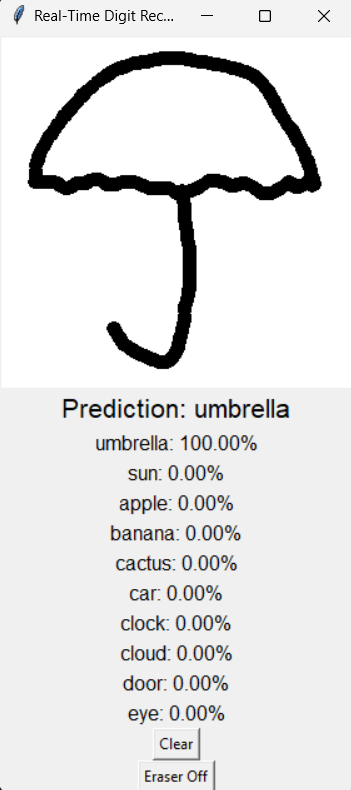 Real-Time Digit Rec...
Prediction: umbrella
umbrella: 100.00%
sun: 0.00%
apple: 0.00%
banana: 0.00%
cactus: 0.00%
car: 0.00%
clock: 0.00%
cloud: 0.00%
door: 0.00%
eye: 0.00%
Clear
Eraser Off